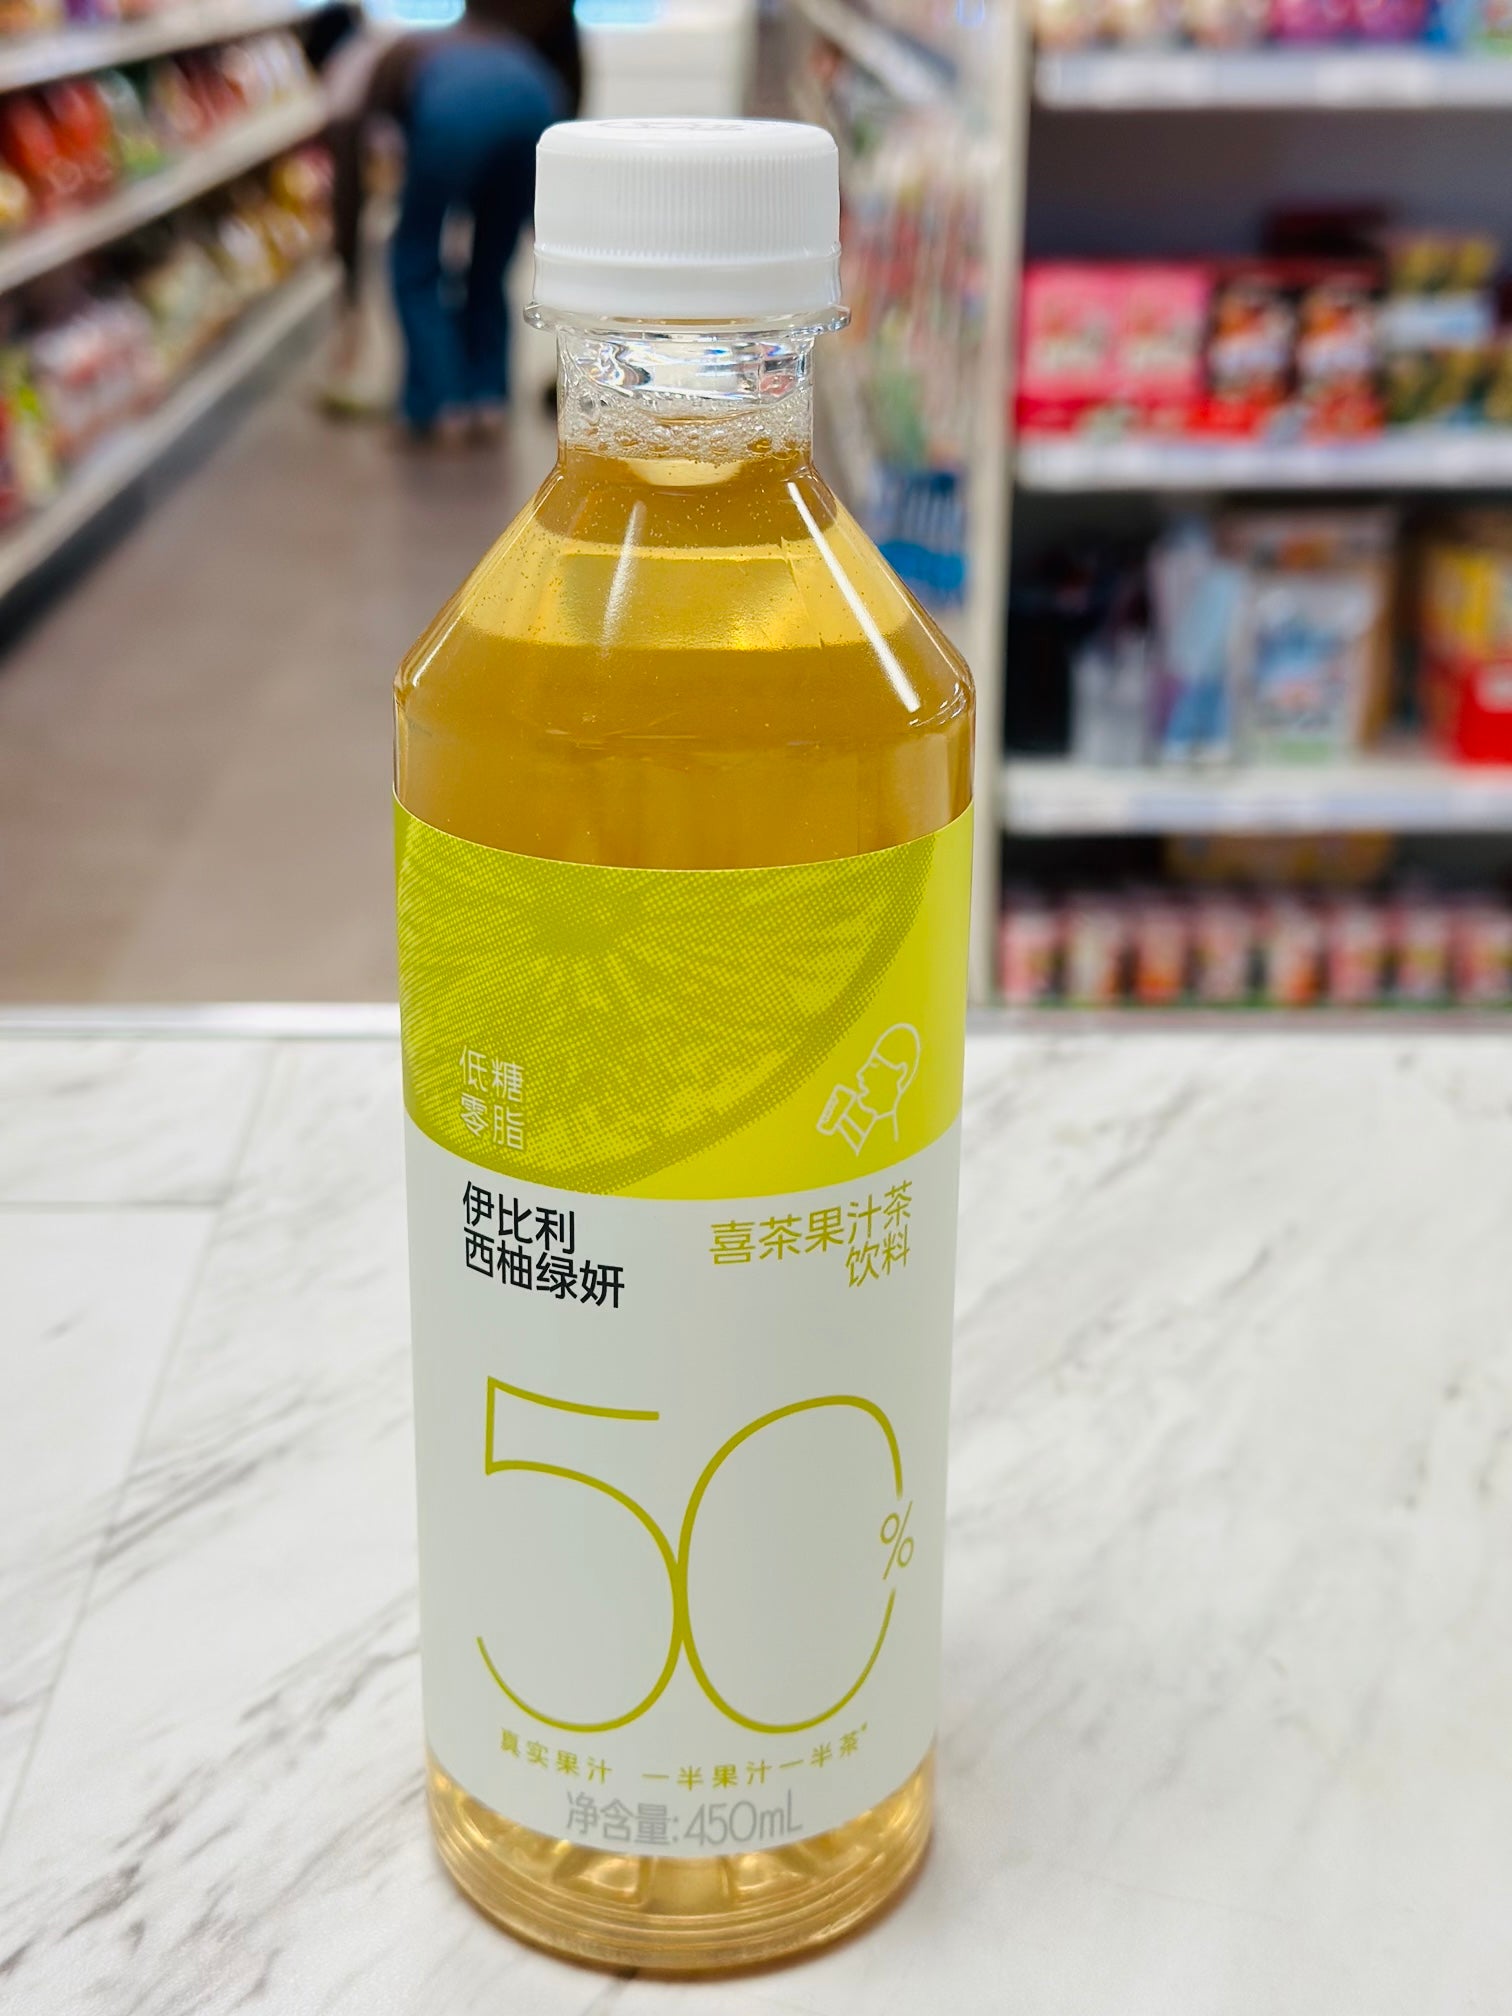 低糖
零脂
伊比利
西柚绿妍
喜茶果汁茶
饮料
50%
真实果汁 一半果汁一半茶*
净含量:450mL